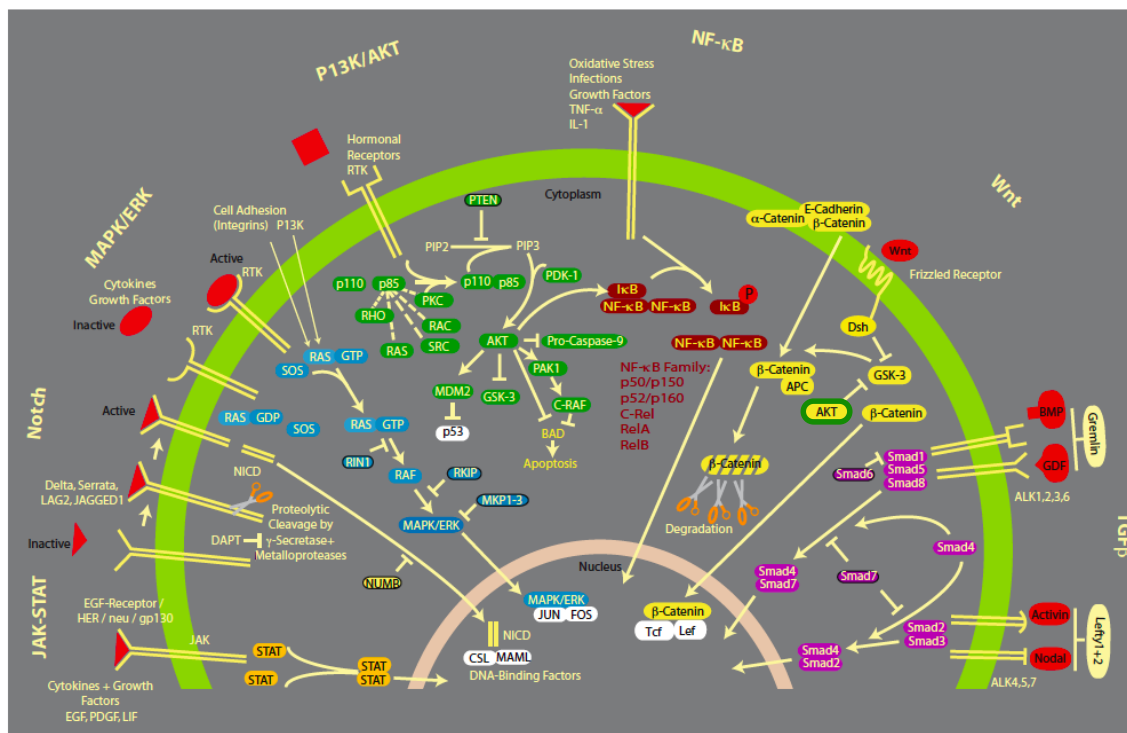 NF-κB
P13K/AKT
Wnt
MAPK/ERK
Notch
JAK-STAT
TGFβ
Oxidative Stress
Infections
Growth Factors
TNF-α
IL-1
Hormonal
Receptors
RTK
Cytoplasm
PTEN
PIP2
PIP3
PDK-1
p110
p85
p110
p85
PKC
RHO
RAC
RAS
SRC
AKT
Pro-Caspase-9
MDM2
GSK-3
PAK1
p53
C-RAF
BAD
Apoptosis
IκB
NF-κB
NF-κB
P
IκB
NF-κB
NF-κB
NF-κB Family:
p50/p150
p52/p160
C-Rel
RelA
RelB
E-Cadherin
α-Catenin
β-Catenin
Wnt
Frizzled Receptor
Dsh
β-Catenin
APC
GSK-3
AKT
β-Catenin
β-Catenin
Degradation
Cell Adhesion
(Integrins)
P13K
Active
RTK
Cytokines
Growth Factors
Inactive
RTK
RAS
GTP
SOS
RAS
GDP
SOS
RAS
GTP
RIN1
RAF
RKIP
MKP1-3
MAPK/ERK
Active
NICD
Delta, Serrata,
LAG2, JAGGED1
Proteolytic
Cleavage by
γ-Secretase+
Metalloproteases
DAPT
Inactive
NUMB
Nucleus
MAPK/ERK
JUN
FOS
NICD
CSL
MAML
DNA-Binding Factors
β-Catenin
Tcf
Lef
EGF-Receptor /
HER / neu / gp130
JAK
STAT
STAT
STAT
STAT
Cytokines + Growth
Factors
EGF, PDGF, LIF
BMP
Gremlin
GDF
ALK1,2,3,6
Smad1
Smad5
Smad8
Smad6
Smad4
Smad4
Smad7
Smad7
Smad2
Smad3
Smad4
Smad2
Activin
Nodal
Lefty1+2
ALK4,5,7